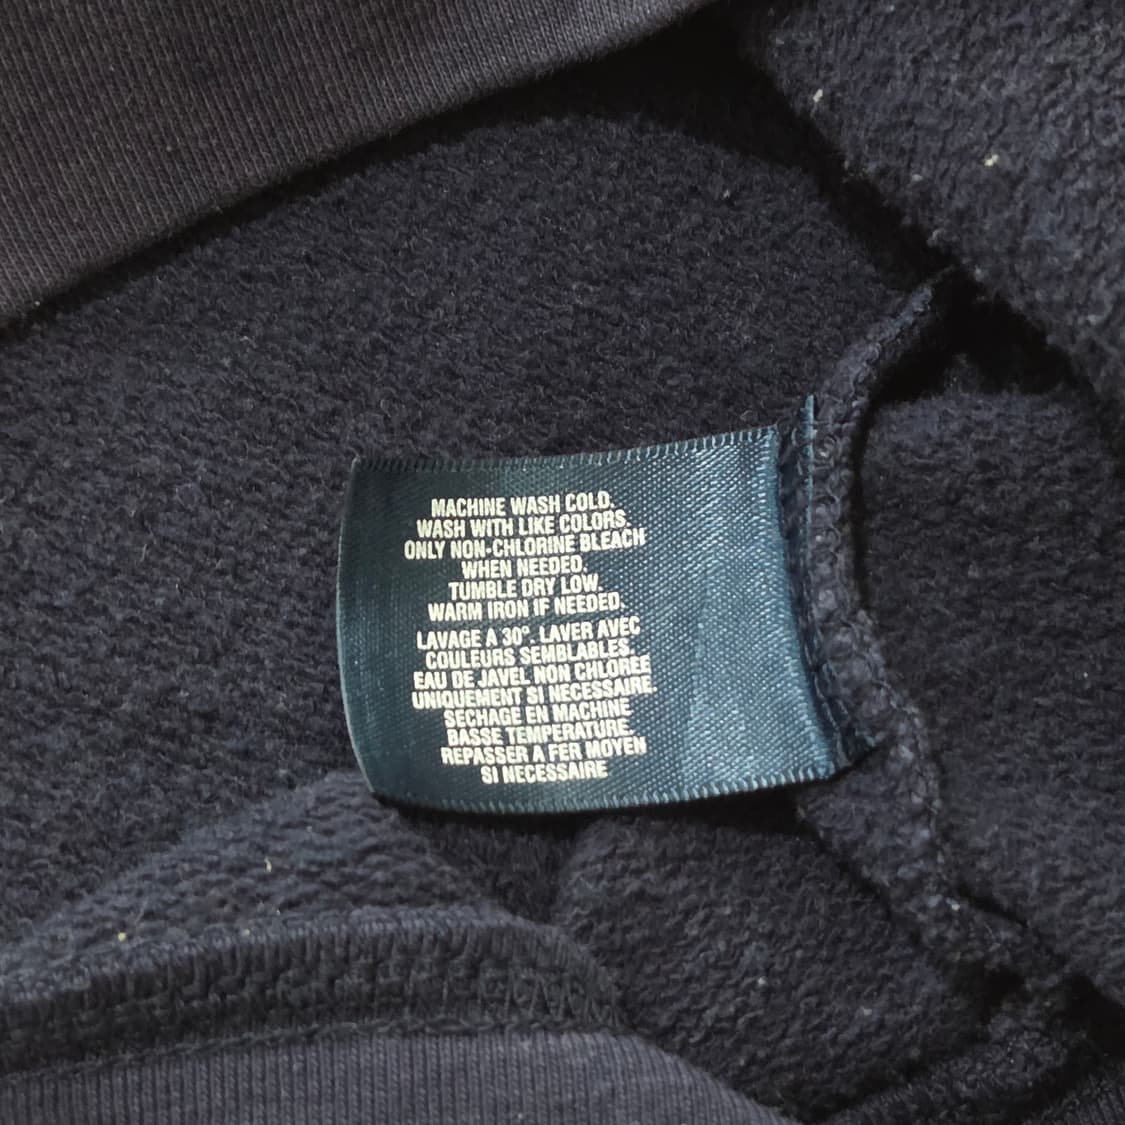 MACHINE WASH COLD.
WASH WITH LIKE COLORS.
ONLY NON-CHLORINE BLEACH
WHEN NEEDED.
TUMBLE DRY LOW.
WARM IRON IF NEEDED.
LAVAGE A 30°. LAVER AVEC
COULEURS SEMBLABLES.
EAU DE JAVEL NON CHLOREE
UNIQUEMENT SI NECESSAIRE.
SECHAGE EN MACHINE
BASSE TEMPERATURE.
REPASSER A FER MOYEN
SI NECESSAIRE